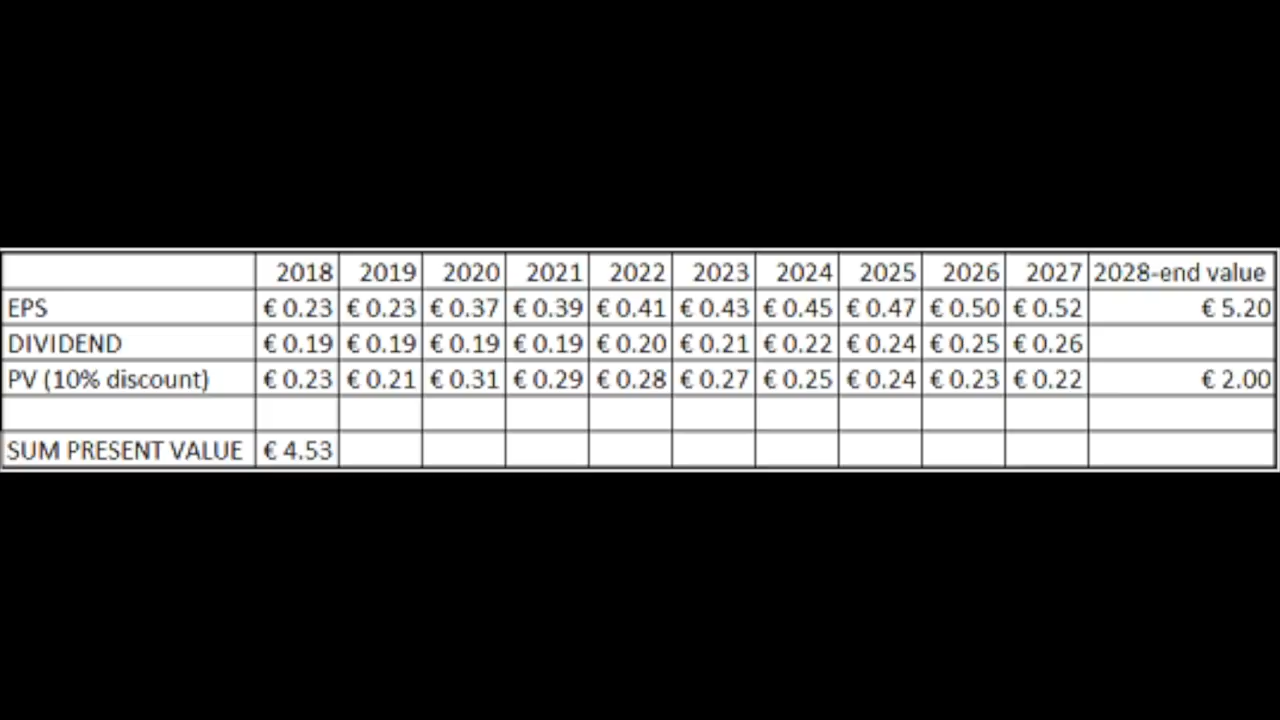 2018 2019 2020 2021 2022 2023 2024 2025 2026 2027 2028-end value
EPS € 0.23 € 0.23 € 0.37 € 0.39 € 0.41 € 0.43 € 0.45 € 0.47 € 0.50 € 0.52 € 5.20
DIVIDEND € 0.19 € 0.19 € 0.19 € 0.19 € 0.20 € 0.21 € 0.22 € 0.24 € 0.25 € 0.26
PV (10% discount) € 0.23 € 0.21 € 0.31 € 0.29 € 0.28 € 0.27 € 0.25 € 0.24 € 0.23 € 0.22 € 2.00
SUM PRESENT VALUE € 4.53